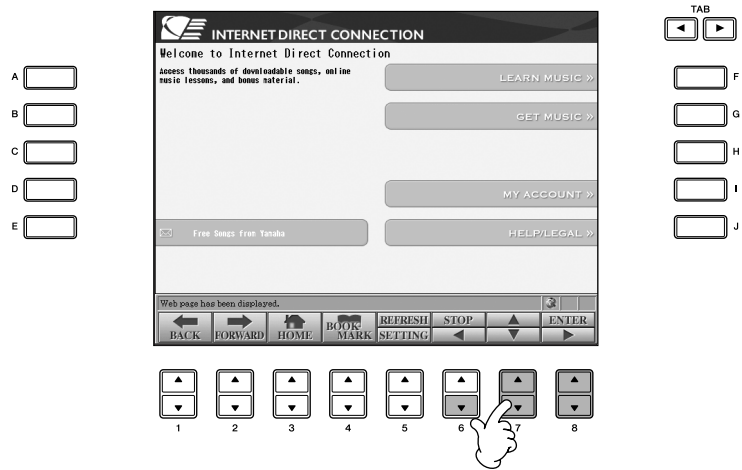 TAB
INTERNET DIRECT CONNECTION
Welcome to Internet Direct Connection
Access thousands of downloadable songs, online
music lessons, and bonus material.
LEARN MUSIC »
GET MUSIC »
MY ACCOUNT »
Free Songs from Yamaha
HELP/LEGAL »
Web page has been displayed.
BACK FORWARD HOME BOOK-MARK REFRESH STOP ENTER
SETTING
A
B
C
D
E
F
G
H
I
J
1 2 3 4 5 6 7 8